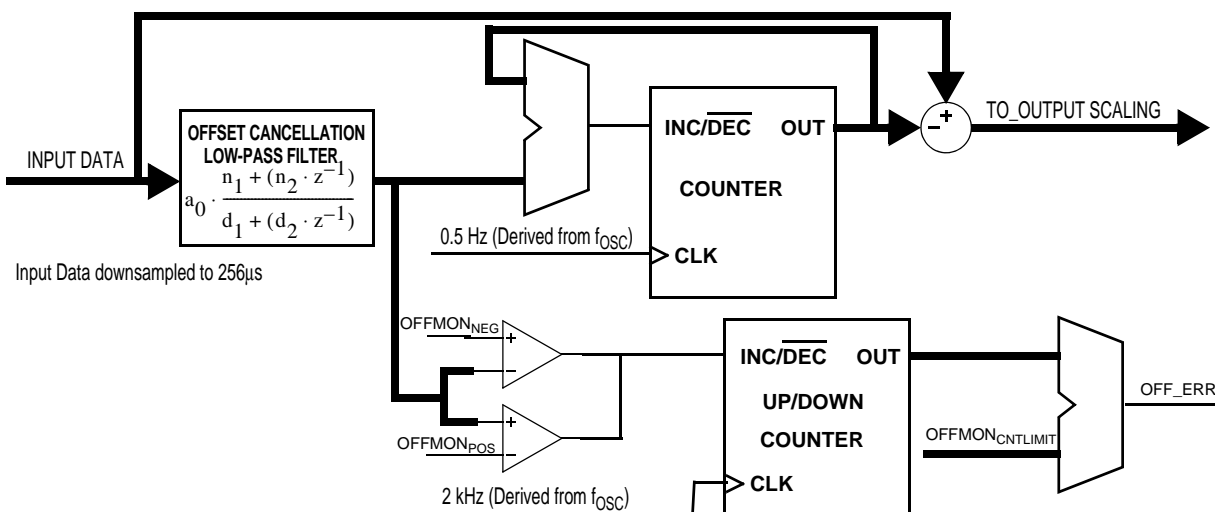 OFFSET CANCELLATION
LOW-PASS FILTER
a0 · n1 + (n2 · z−1)
d1 + (d2 · z−1)
INPUT DATA
Input Data downsampled to 256μs
INC/DEC OUT
COUNTER
CLK
0.5 Hz (Derived from fOSC)
- +
TO_OUTPUT SCALING
OFFMONNEG
+
-
+
-
OFFMONPOS
2 kHz (Derived from fOSC)
INC/DEC OUT
UP/DOWN
COUNTER
CLK
OFFMONCNTLIMIT
OFF_ERR